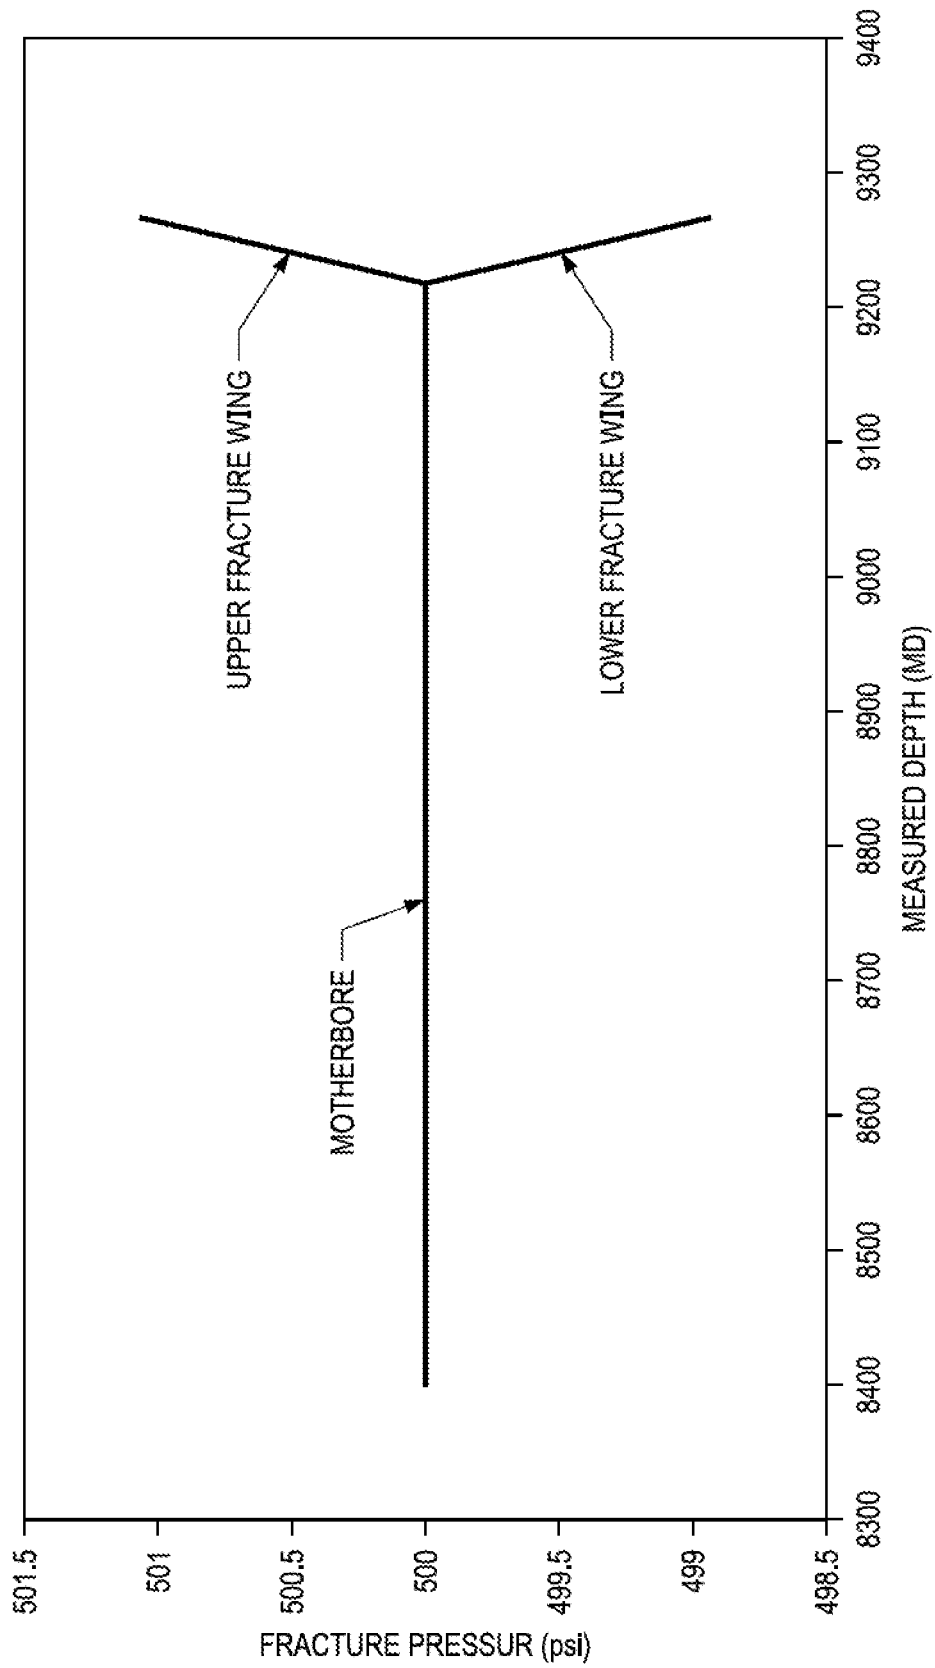 FRACTURE PRESSUR (psi)
501.5
501
500.5
500
499.5
499
498.5
UPPER FRACTURE WING
MOTHERBORE
LOWER FRACTURE WING
8300 8400 8500 8600 8700 8800 8900 9000 9100 9200 9300 9400
MEASURED DEPTH (MD)